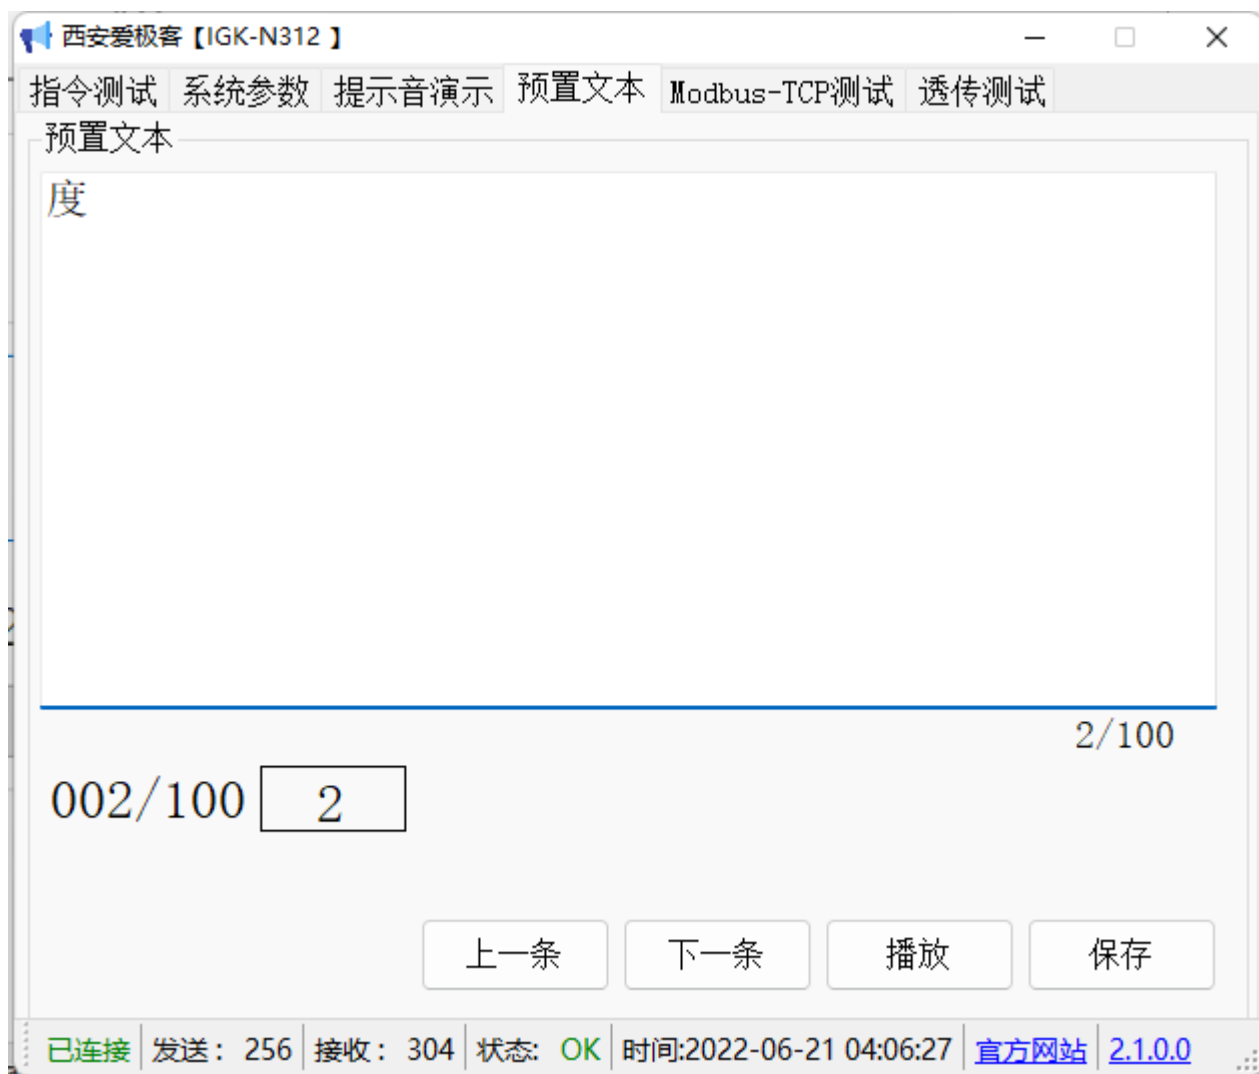 西安爱极客【IGK-N312 】
指令测试 系统参数 提示音演示 预置文本 Modbus-TCP测试 透传测试
预置文本
度
2/100
002/100 2
上一条 下一条 播放 保存
已连接 发送: 256 接收: 304 状态: OK 时间:2022-06-21 04:06:27 官方网站 2.1.0.0